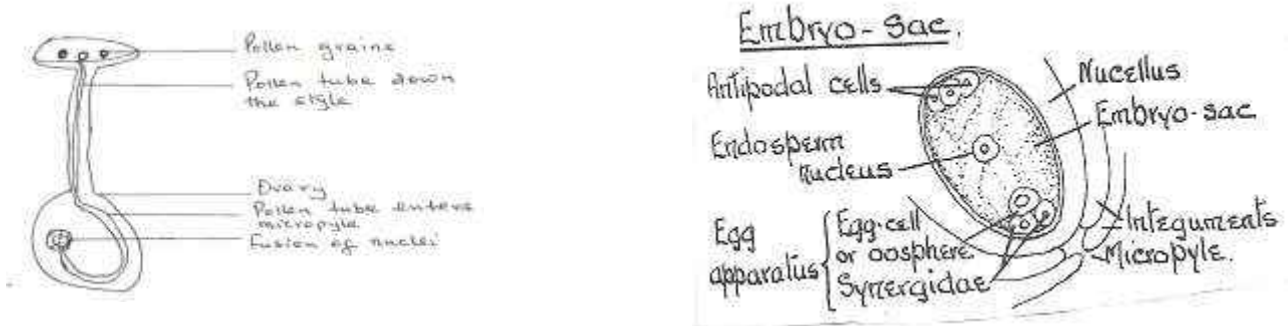 Pollen grains
Pollen tube down
the style
Ovary
Pollen tube enters
micropyle
Fusion of nuclei
Embryo-Sac.
Antipodal cells
Nucellus
Embryo-sac
Endosperm
nucleus
Egg
apparatus
Egg-cell
or oosphere.
Synergidae
Integuments
Micropyle.